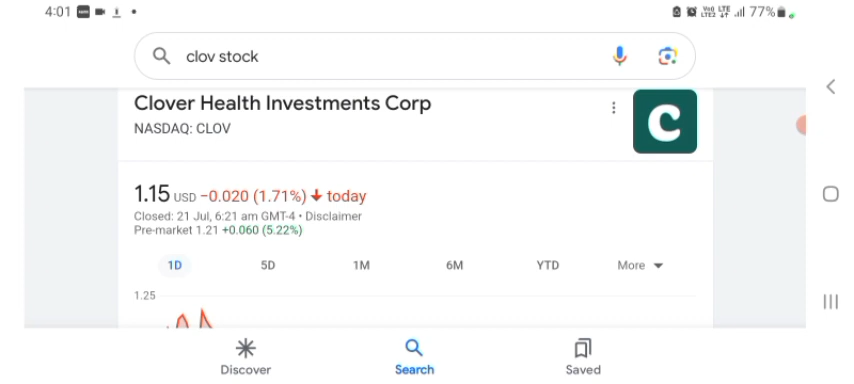 4:01
77%
clov stock
Clover Health Investments Corp
NASDAQ: CLOV
C
1.15 USD −0.020 (1.71%) ↓ today
Closed: 21 Jul, 6:21 am GMT-4 • Disclaimer
Pre-market 1.21 +0.060 (5.22%)
1D 5D 1M 6M YTD More
1.25
Discover Search Saved